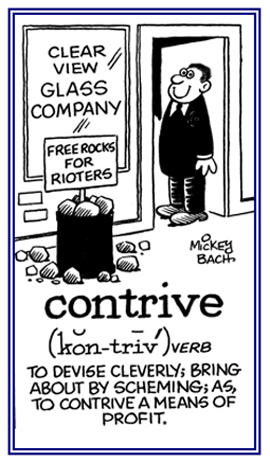 CLEAR
VIEW
GLASS
COMPANY
FREE ROCKS
FOR
RIOTERS
MICKEY
BACH.
contrive
(kŏn-trīv′) VERB
TO DEVISE CLEVERLY; BRING
ABOUT BY SCHEMING; AS,
TO CONTRIVE A MEANS OF
PROFIT.